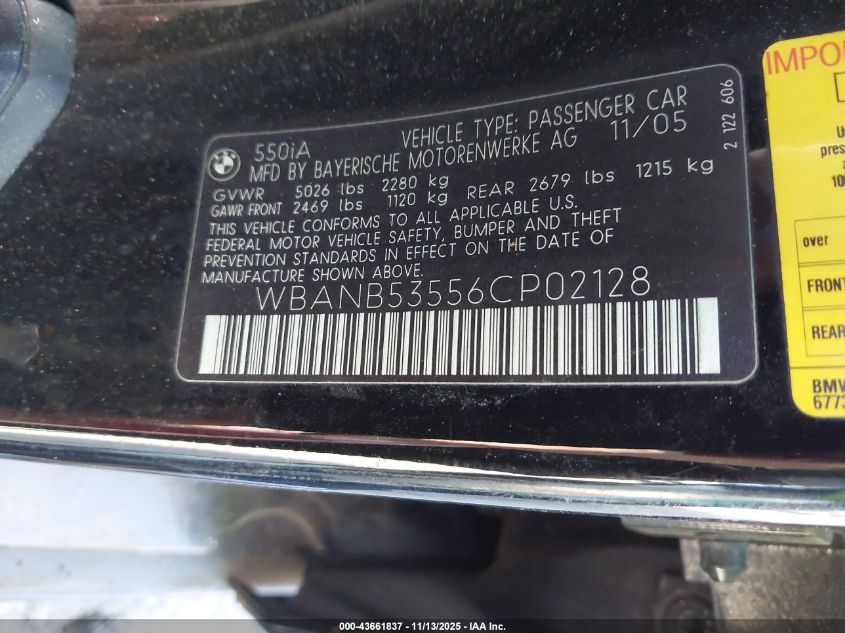 550iA VEHICLE TYPE: PASSENGER CAR
MFD BY BAYERISCHE MOTORENWERKE AG 11/05
GVWR 5026 lbs 2280 kg
GAWR FRONT 2469 lbs 1120 kg REAR 2679 lbs 1215 kg
THIS VEHICLE CONFORMS TO ALL APPLICABLE U.S.
FEDERAL MOTOR VEHICLE SAFETY, BUMPER AND THEFT
PREVENTION STANDARDS IN EFFECT ON THE DATE OF
MANUFACTURE SHOWN ABOVE.
WBANB53556CP02128
2 122 606
IMPO
pres
over
FRONT
REAR
BMW
677
000-43661837 - 11/13/2025 - IAA Inc.